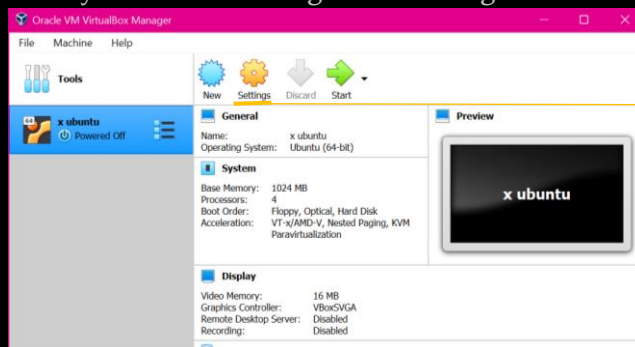 Oracle VM VirtualBox Manager
File Machine Help
Tools
New Settings Discard Start
64
x ubuntu
Powered Off
General
Name: x ubuntu
Operating System: Ubuntu (64-bit)
System
Base Memory: 1024 MB
Processors: 4
Boot Order: Floppy, Optical, Hard Disk
Acceleration: VT-x/AMD-V, Nested Paging, KVM
Paravirtualization
Preview
x ubuntu
Display
Video Memory: 16 MB
Graphics Controller: VBoxSVGA
Remote Desktop Server: Disabled
Recording: Disabled